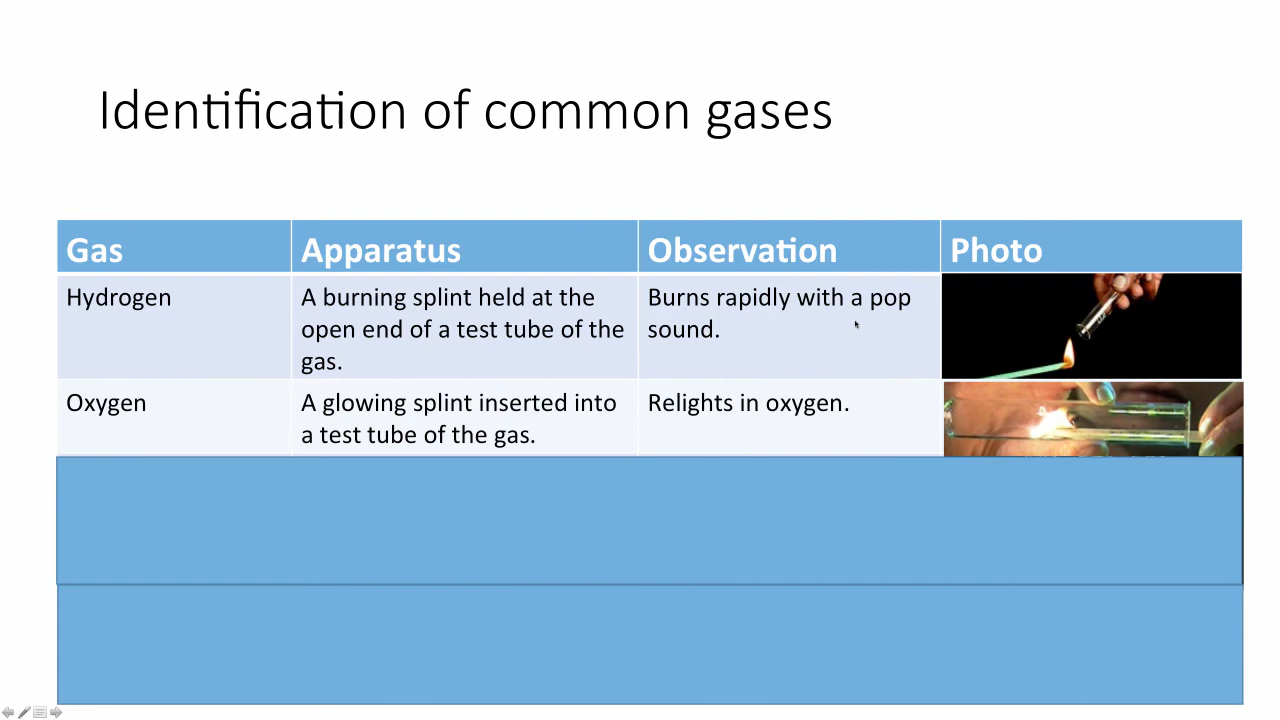 Identification of common gases
Gas
Apparatus
Observation
Photo
Hydrogen
A burning splint held at the
open end of a test tube of the
gas.
Burns rapidly with a pop
sound.
Oxygen
A glowing splint inserted into
a test tube of the gas.
Relights in oxygen.